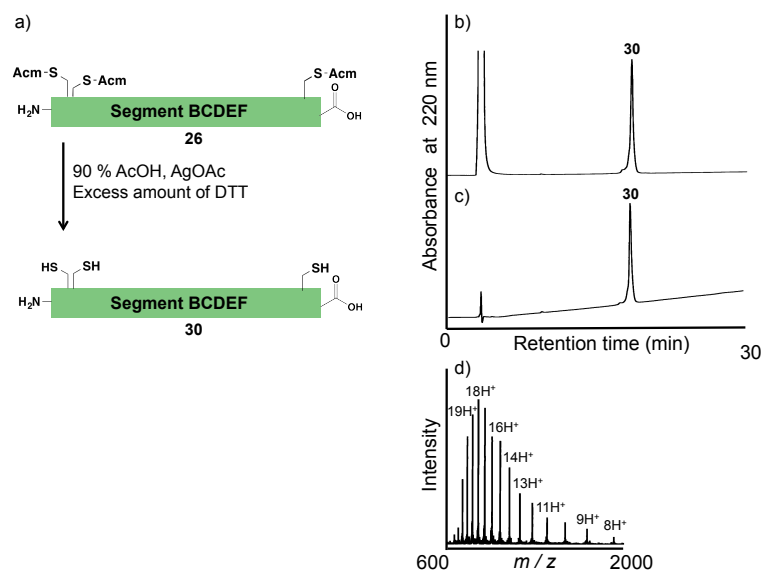 a)
Acm-S
S-Acm
S-Acm
H₂N
Segment BCDEF
O
OH
26
90 % AcOH, AgOAc
Excess amount of DTT
HS
SH
SH
H₂N
Segment BCDEF
O
OH
30
b)
30
c)
30
Absorbance at 220 nm
0
Retention time (min)
30
d)
18H⁺
19H⁺
16H⁺
14H⁺
13H⁺
11H⁺
9H⁺
8H⁺
Intensity
600
m / z
2000